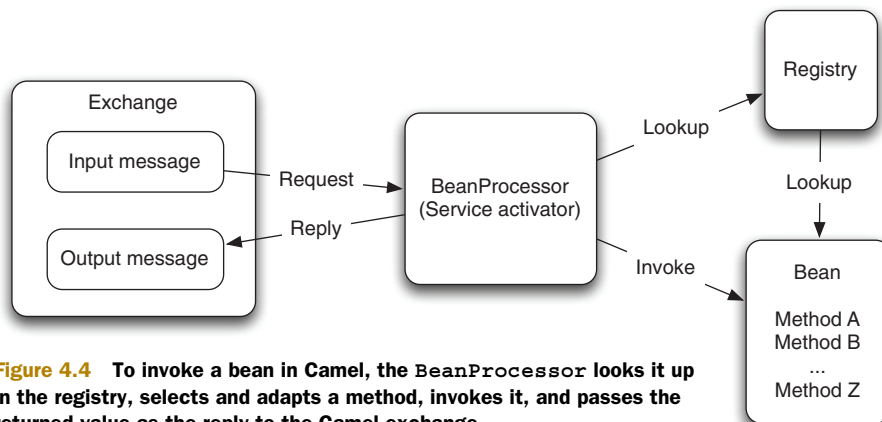 Exchange
Input message
Output message
Request
Reply
BeanProcessor
(Service activator)
Lookup
Registry
Lookup
Invoke
Bean
Method A
Method B
...
Method Z
Figure 4.4 To invoke a bean in Camel, the BeanProcessor looks it up
in the registry, selects and adapts a method, invokes it, and passes the
returned value as the reply to the Camel exchange